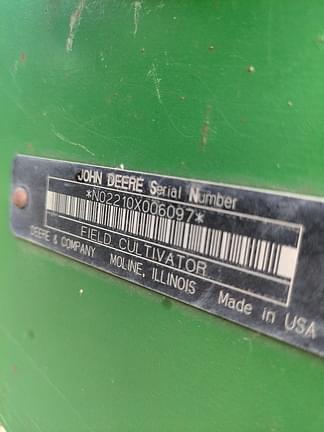 JOHN DEERE Serial Number
*N02210X006097*
FIELD CULTIVATOR
DEERE & COMPANY MOLINE, ILLINOIS
Made in USA